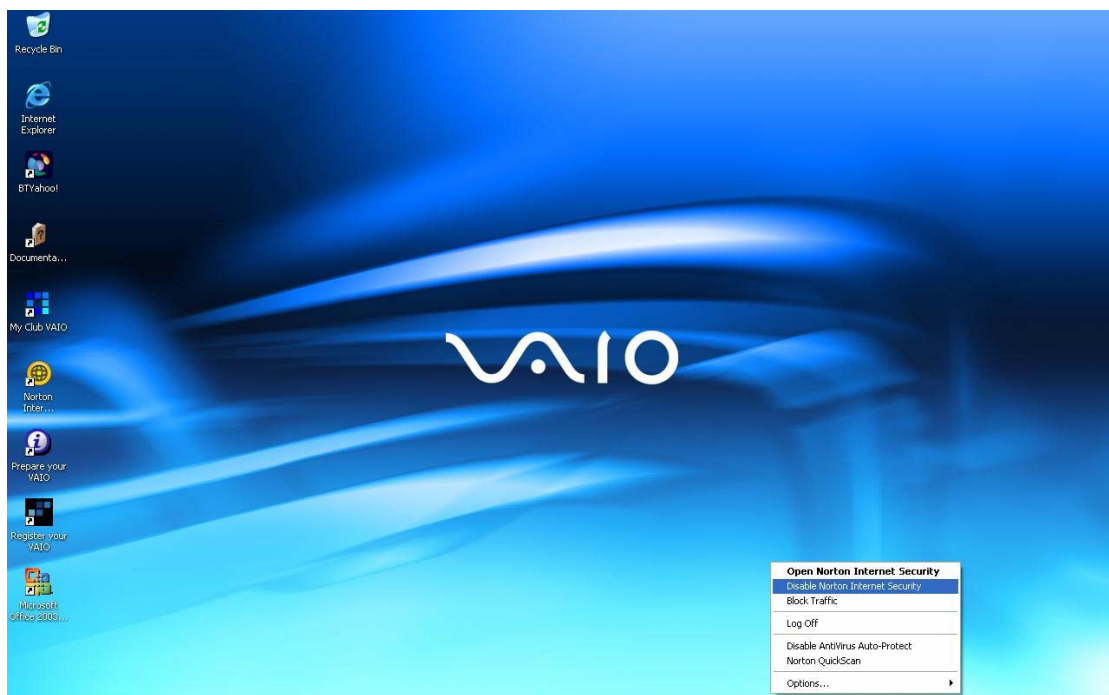 Recycle Bin
Internet
Explorer
BTYahoo!
Documenta...
My Club VAIO
Norton
Inter...
Prepare your
VAIO
Register your
VAIO
Microsoft
Office 2003...
VAIO
Open Norton Internet Security
Disable Norton Internet Security
Block Traffic
Log Off
Disable AntiVirus Auto-Protect
Norton QuickScan
Options...